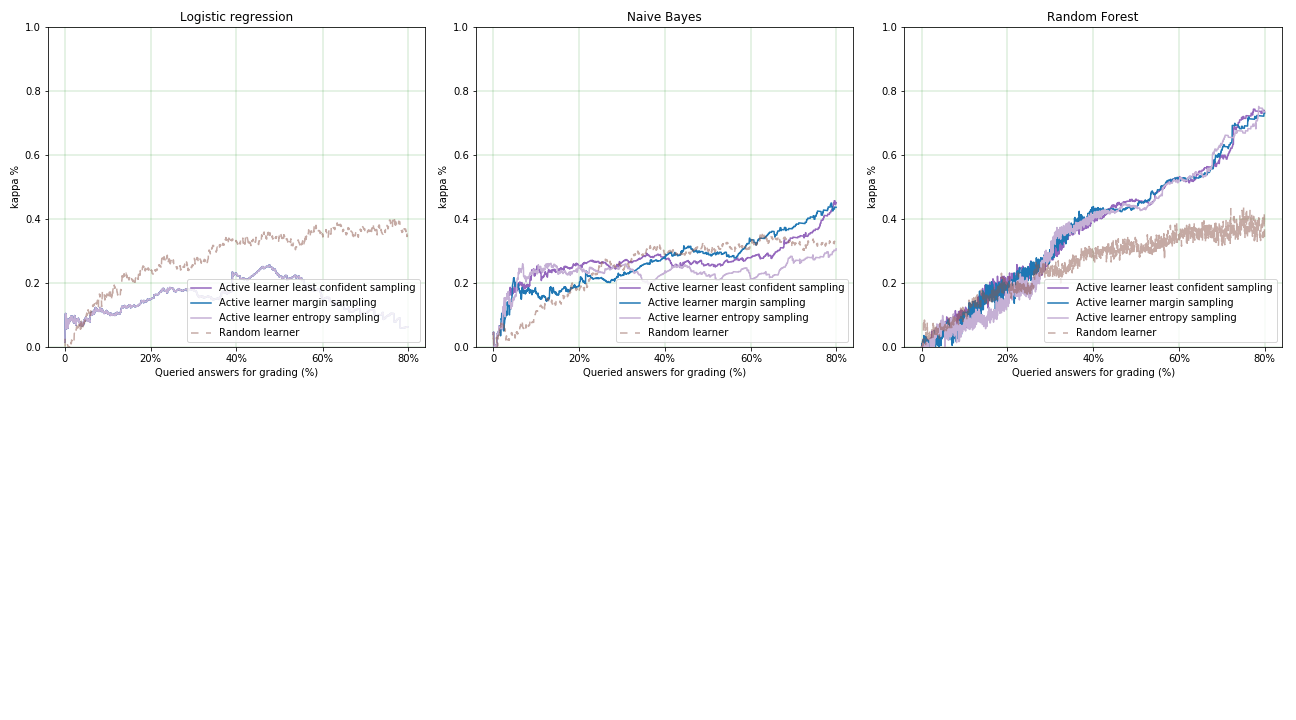 Logistic regression
1.0
0.8
0.6
0.4
0.2
0.0
kappa %
0 20% 40% 60% 80%
Queried answers for grading (%)
Active learner least confident sampling
Active learner margin sampling
Active learner entropy sampling
Random learner
Naive Bayes
1.0
0.8
0.6
0.4
0.2
0.0
kappa %
0 20% 40% 60% 80%
Queried answers for grading (%)
Active learner least confident sampling
Active learner margin sampling
Active learner entropy sampling
Random learner
Random Forest
1.0
0.8
0.6
0.4
0.2
0.0
kappa %
0 20% 40% 60% 80%
Queried answers for grading (%)
Active learner least confident sampling
Active learner margin sampling
Active learner entropy sampling
Random learner